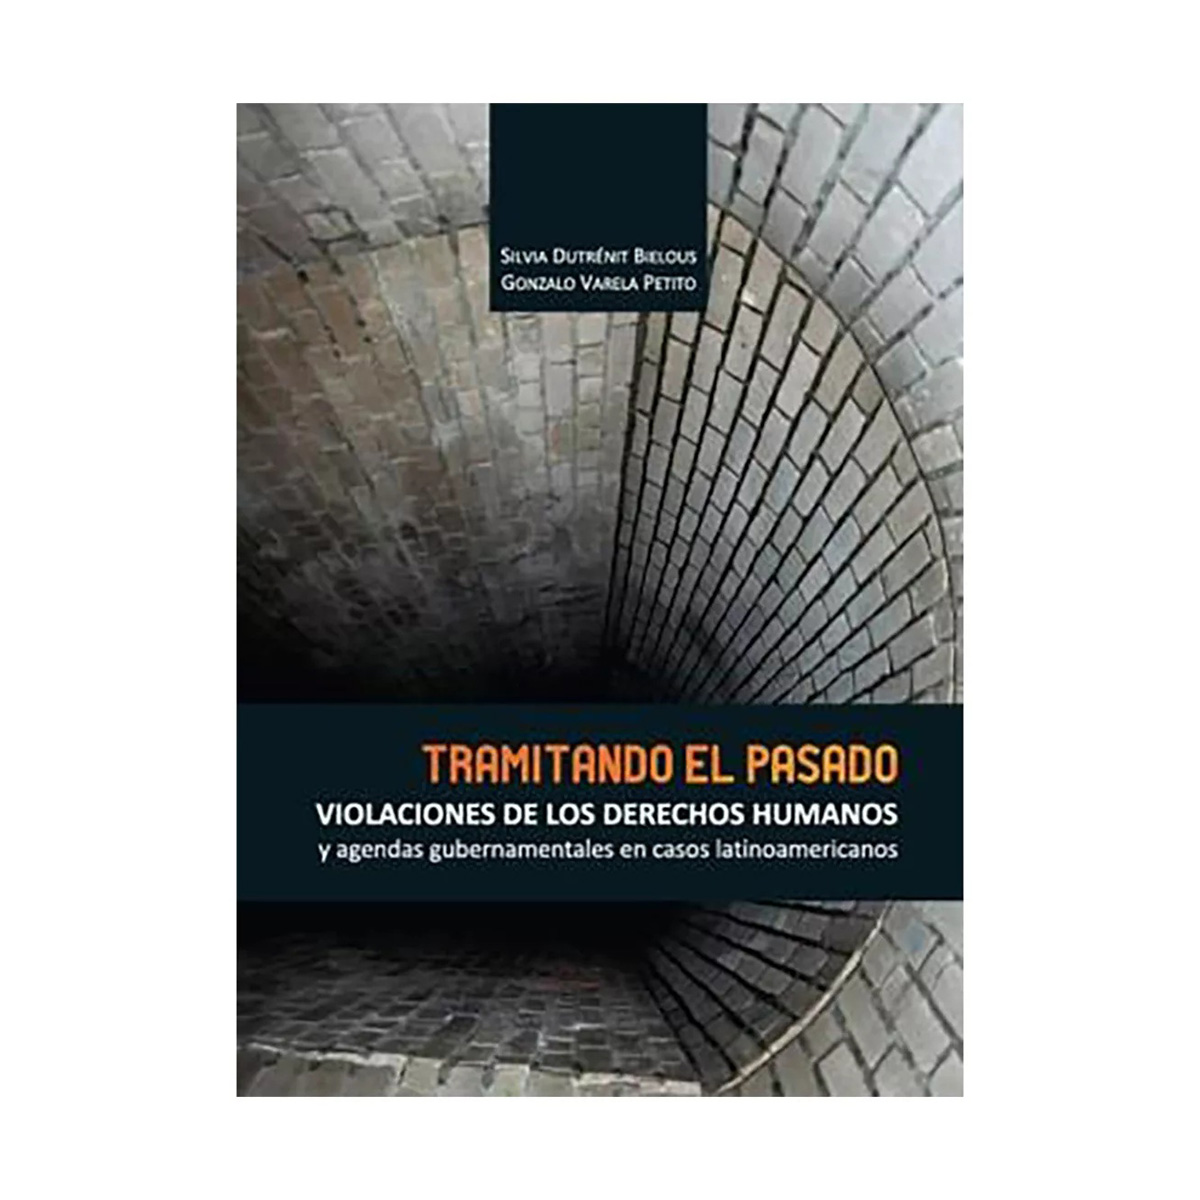 SILVIA DUTRÉNIT BIELOUS
GONZALO VARELA PETITO
TRAMITANDO EL PASADO
VIOLACIONES DE LOS DERECHOS HUMANOS
y agendas gubernamentales en casos latinoamericanos